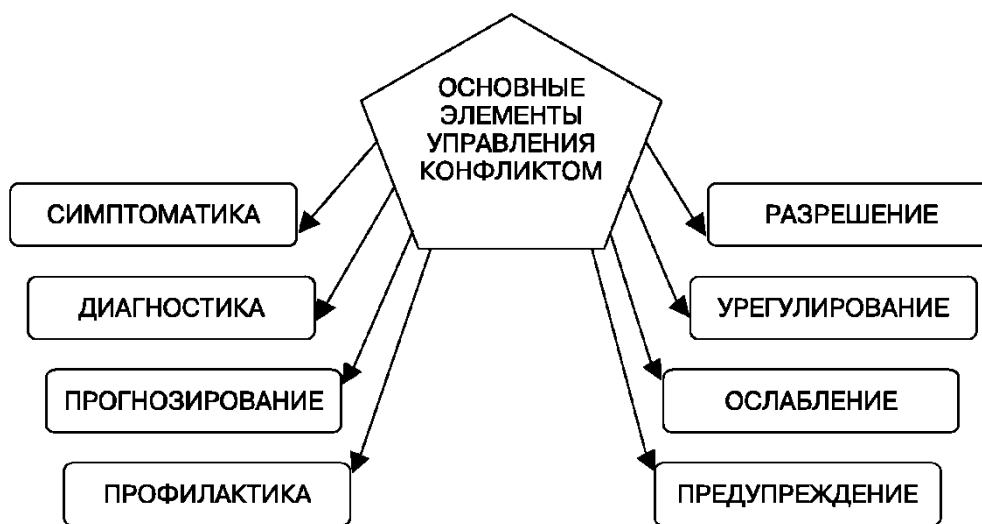 ОСНОВНЫЕ
ЭЛЕМЕНТЫ
УПРАВЛЕНИЯ
КОНФЛИКТОМ
СИМПТОМАТИКА
ДИАГНОСТИКА
ПРОГНОЗИРОВАНИЕ
ПРОФИЛАКТИКА
РАЗРЕШЕНИЕ
УРЕГУЛИРОВАНИЕ
ОСЛАБЛЕНИЕ
ПРЕДУПРЕЖДЕНИЕ